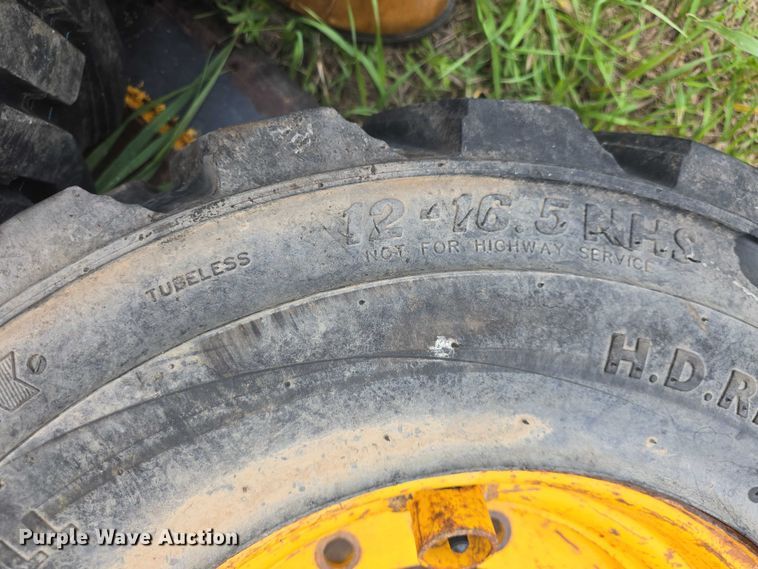 12-16.5 NHS
NOT FOR HIGHWAY SERVICE
TUBELESS
H.D.R
Purple Wave Auction